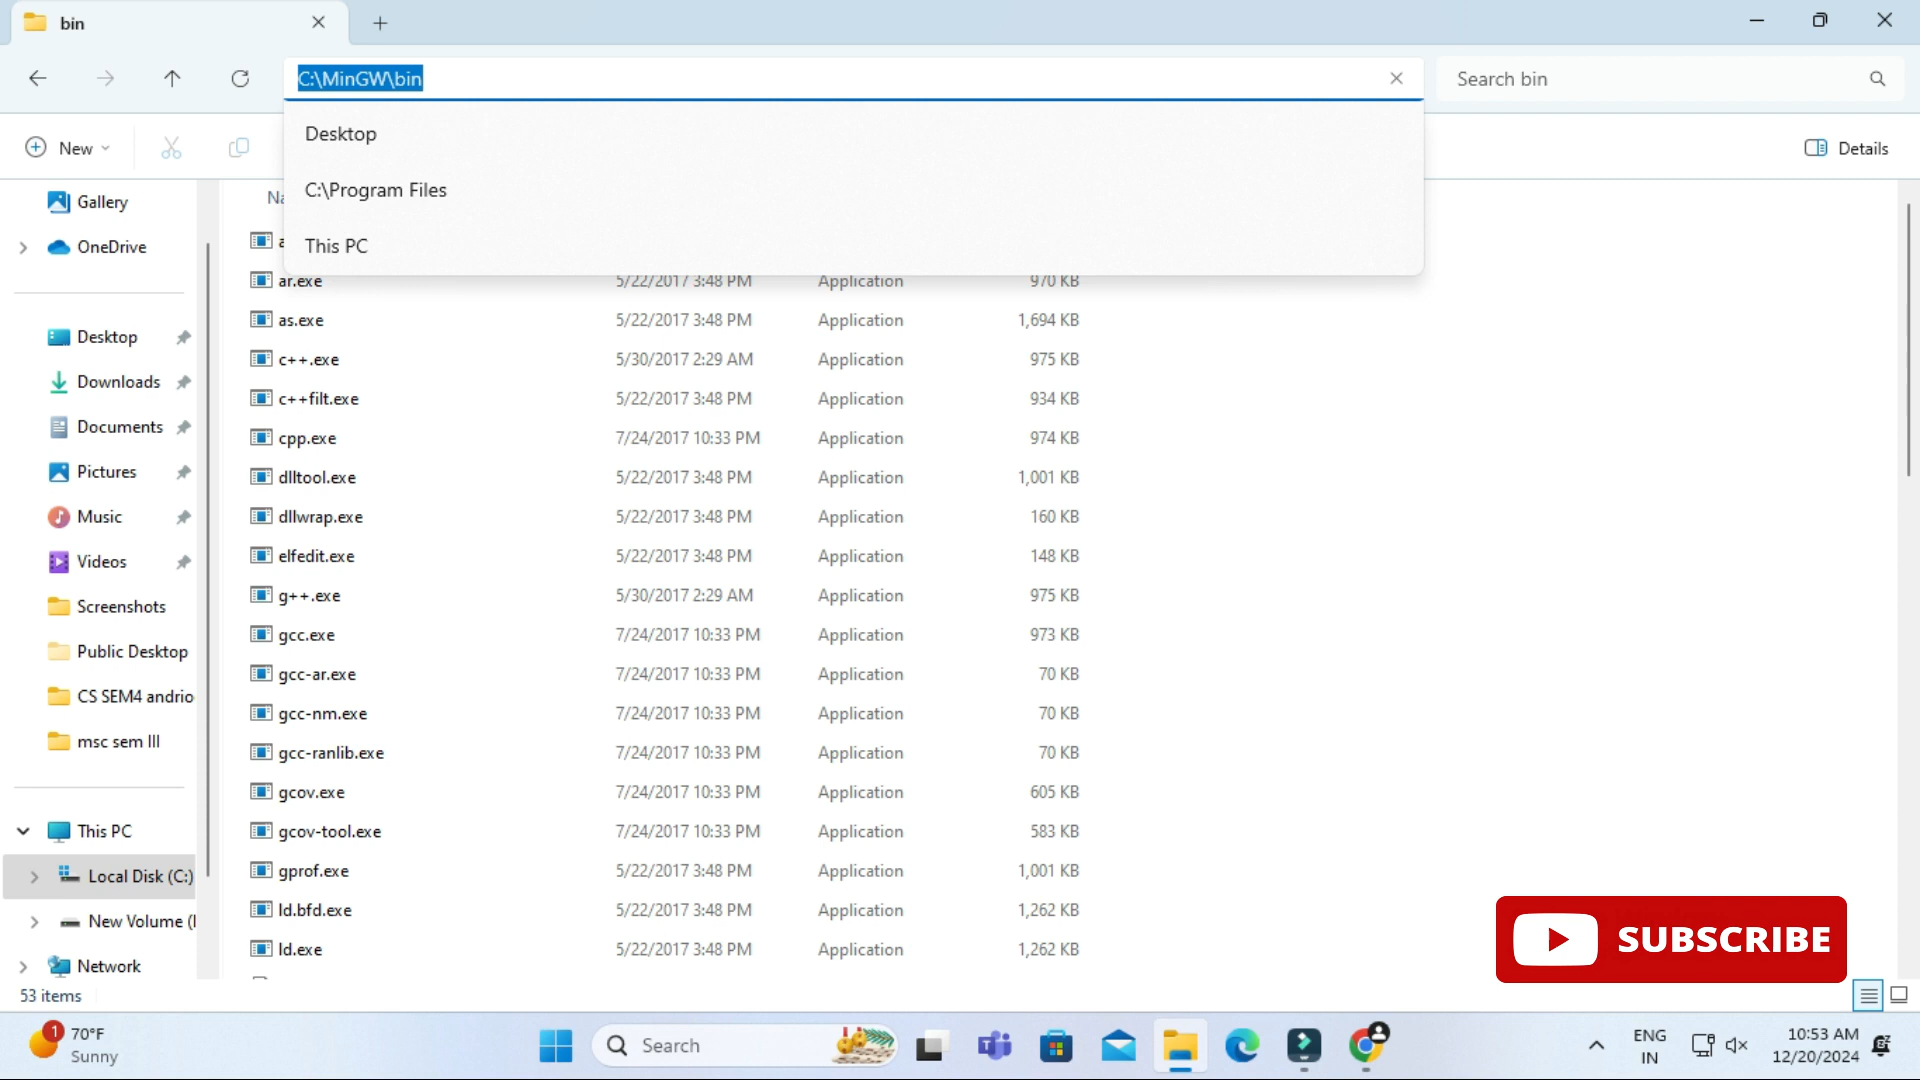 bin
C:\MinGW\bin
Search bin
New
Details
Desktop
C:\Program Files
This PC
Gallery
OneDrive
Desktop
Downloads
Documents
Pictures
Music
Videos
Screenshots
Public Desktop
CS SEM4 andrio
msc sem III
This PC
Local Disk (C:)
New Volume (
Network
ar.exe 5/22/2017 3:48 PM Application 970 KB
as.exe 5/22/2017 3:48 PM Application 1,694 KB
c++.exe 5/30/2017 2:29 AM Application 975 KB
c++filt.exe 5/22/2017 3:48 PM Application 934 KB
cpp.exe 7/24/2017 10:33 PM Application 974 KB
dlltool.exe 5/22/2017 3:48 PM Application 1,001 KB
dllwrap.exe 5/22/2017 3:48 PM Application 160 KB
elfedit.exe 5/22/2017 3:48 PM Application 148 KB
g++.exe 5/30/2017 2:29 AM Application 975 KB
gcc.exe 7/24/2017 10:33 PM Application 973 KB
gcc-ar.exe 7/24/2017 10:33 PM Application 70 KB
gcc-nm.exe 7/24/2017 10:33 PM Application 70 KB
gcc-ranlib.exe 7/24/2017 10:33 PM Application 70 KB
gcov.exe 7/24/2017 10:33 PM Application 605 KB
gcov-tool.exe 7/24/2017 10:33 PM Application 583 KB
gprof.exe 5/22/2017 3:48 PM Application 1,001 KB
ld.bfd.exe 5/22/2017 3:48 PM Application 1,262 KB
ld.exe 5/22/2017 3:48 PM Application 1,262 KB
SUBSCRIBE
53 items
1
70°F
Sunny
Search
ENG
IN
10:53 AM
12/20/2024